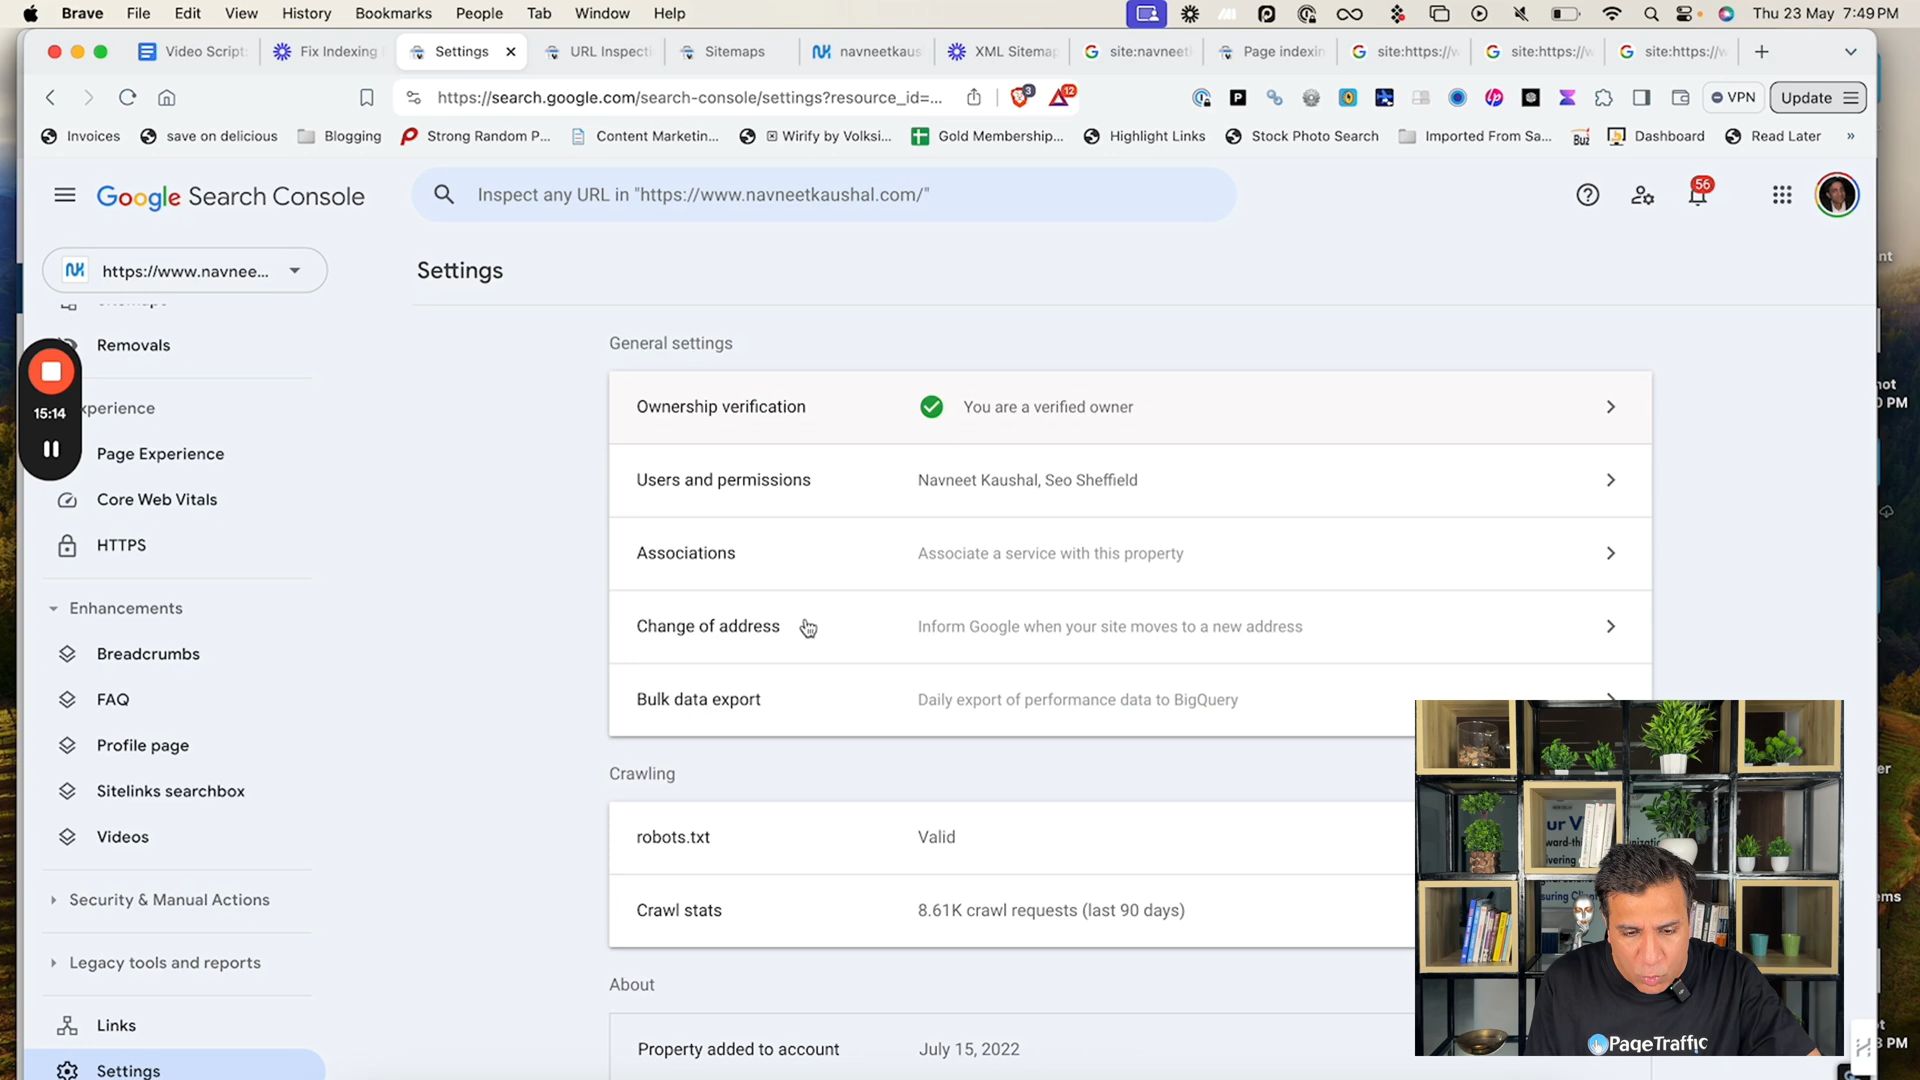 Brave File Edit View History Bookmarks People Tab Window Help
Thu 23 May 7:49 PM
Video Script
Fix Indexing
Settings
URL Inspecti
Sitemaps
navneetkaus
XML Sitemap
site:navneet
Page indexin
site:https://w
site:https://w
site:https://w
https://search.google.com/search-console/settings?resource_id=...
3
12
VPN
Update
Invoices
save on delicious
Blogging
Strong Random P...
Content Marketin...
Wirify by Volksi...
Gold Membership...
Highlight Links
Stock Photo Search
Imported From Sa...
Buz
Dashboard
Read Later
»
Google Search Console
Inspect any URL in "https://www.navneetkaushal.com/"
56
NK
https://www.navnee...
Settings
Sitemaps
Removals
15:14
xperience
Page Experience
Core Web Vitals
HTTPS
Enhancements
Breadcrumbs
FAQ
Profile page
Sitelinks searchbox
Videos
Security & Manual Actions
Legacy tools and reports
Links
Settings
General settings
Ownership verification You are a verified owner
Users and permissions Navneet Kaushal, Seo Sheffield
Associations Associate a service with this property
Change of address Inform Google when your site moves to a new address
Bulk data export Daily export of performance data to BigQuery
Crawling
robots.txt Valid
Crawl stats 8.61K crawl requests (last 90 days)
About
Property added to account July 15, 2022
PageTraffic